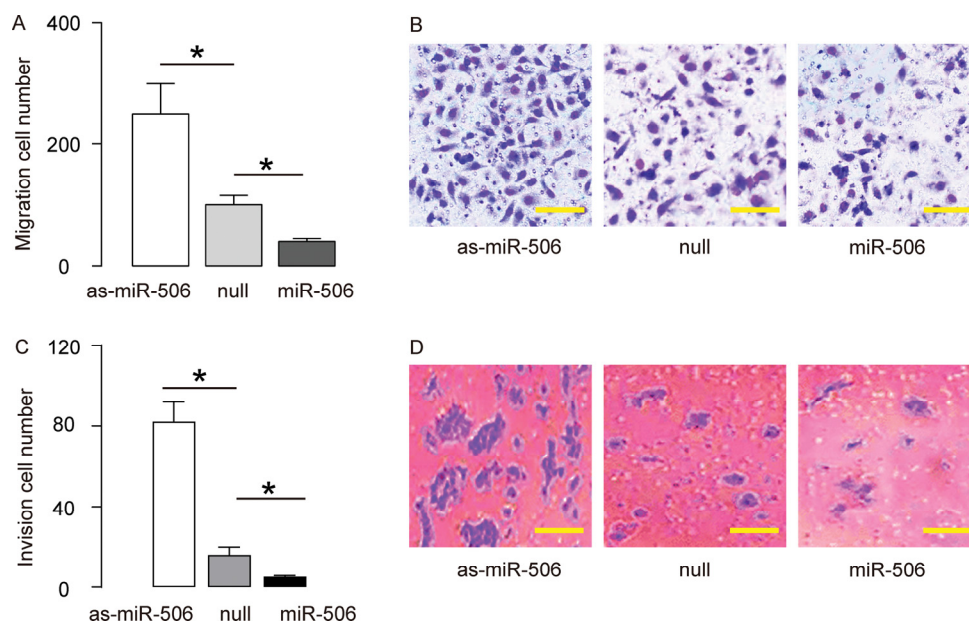 A
Migration cell number
400
200
0
*
*
as-miR-506 null miR-506
B
as-miR-506 null miR-506
C
Invision cell number
120
80
40
0
*
*
as-miR-506 null miR-506
D
as-miR-506 null miR-506